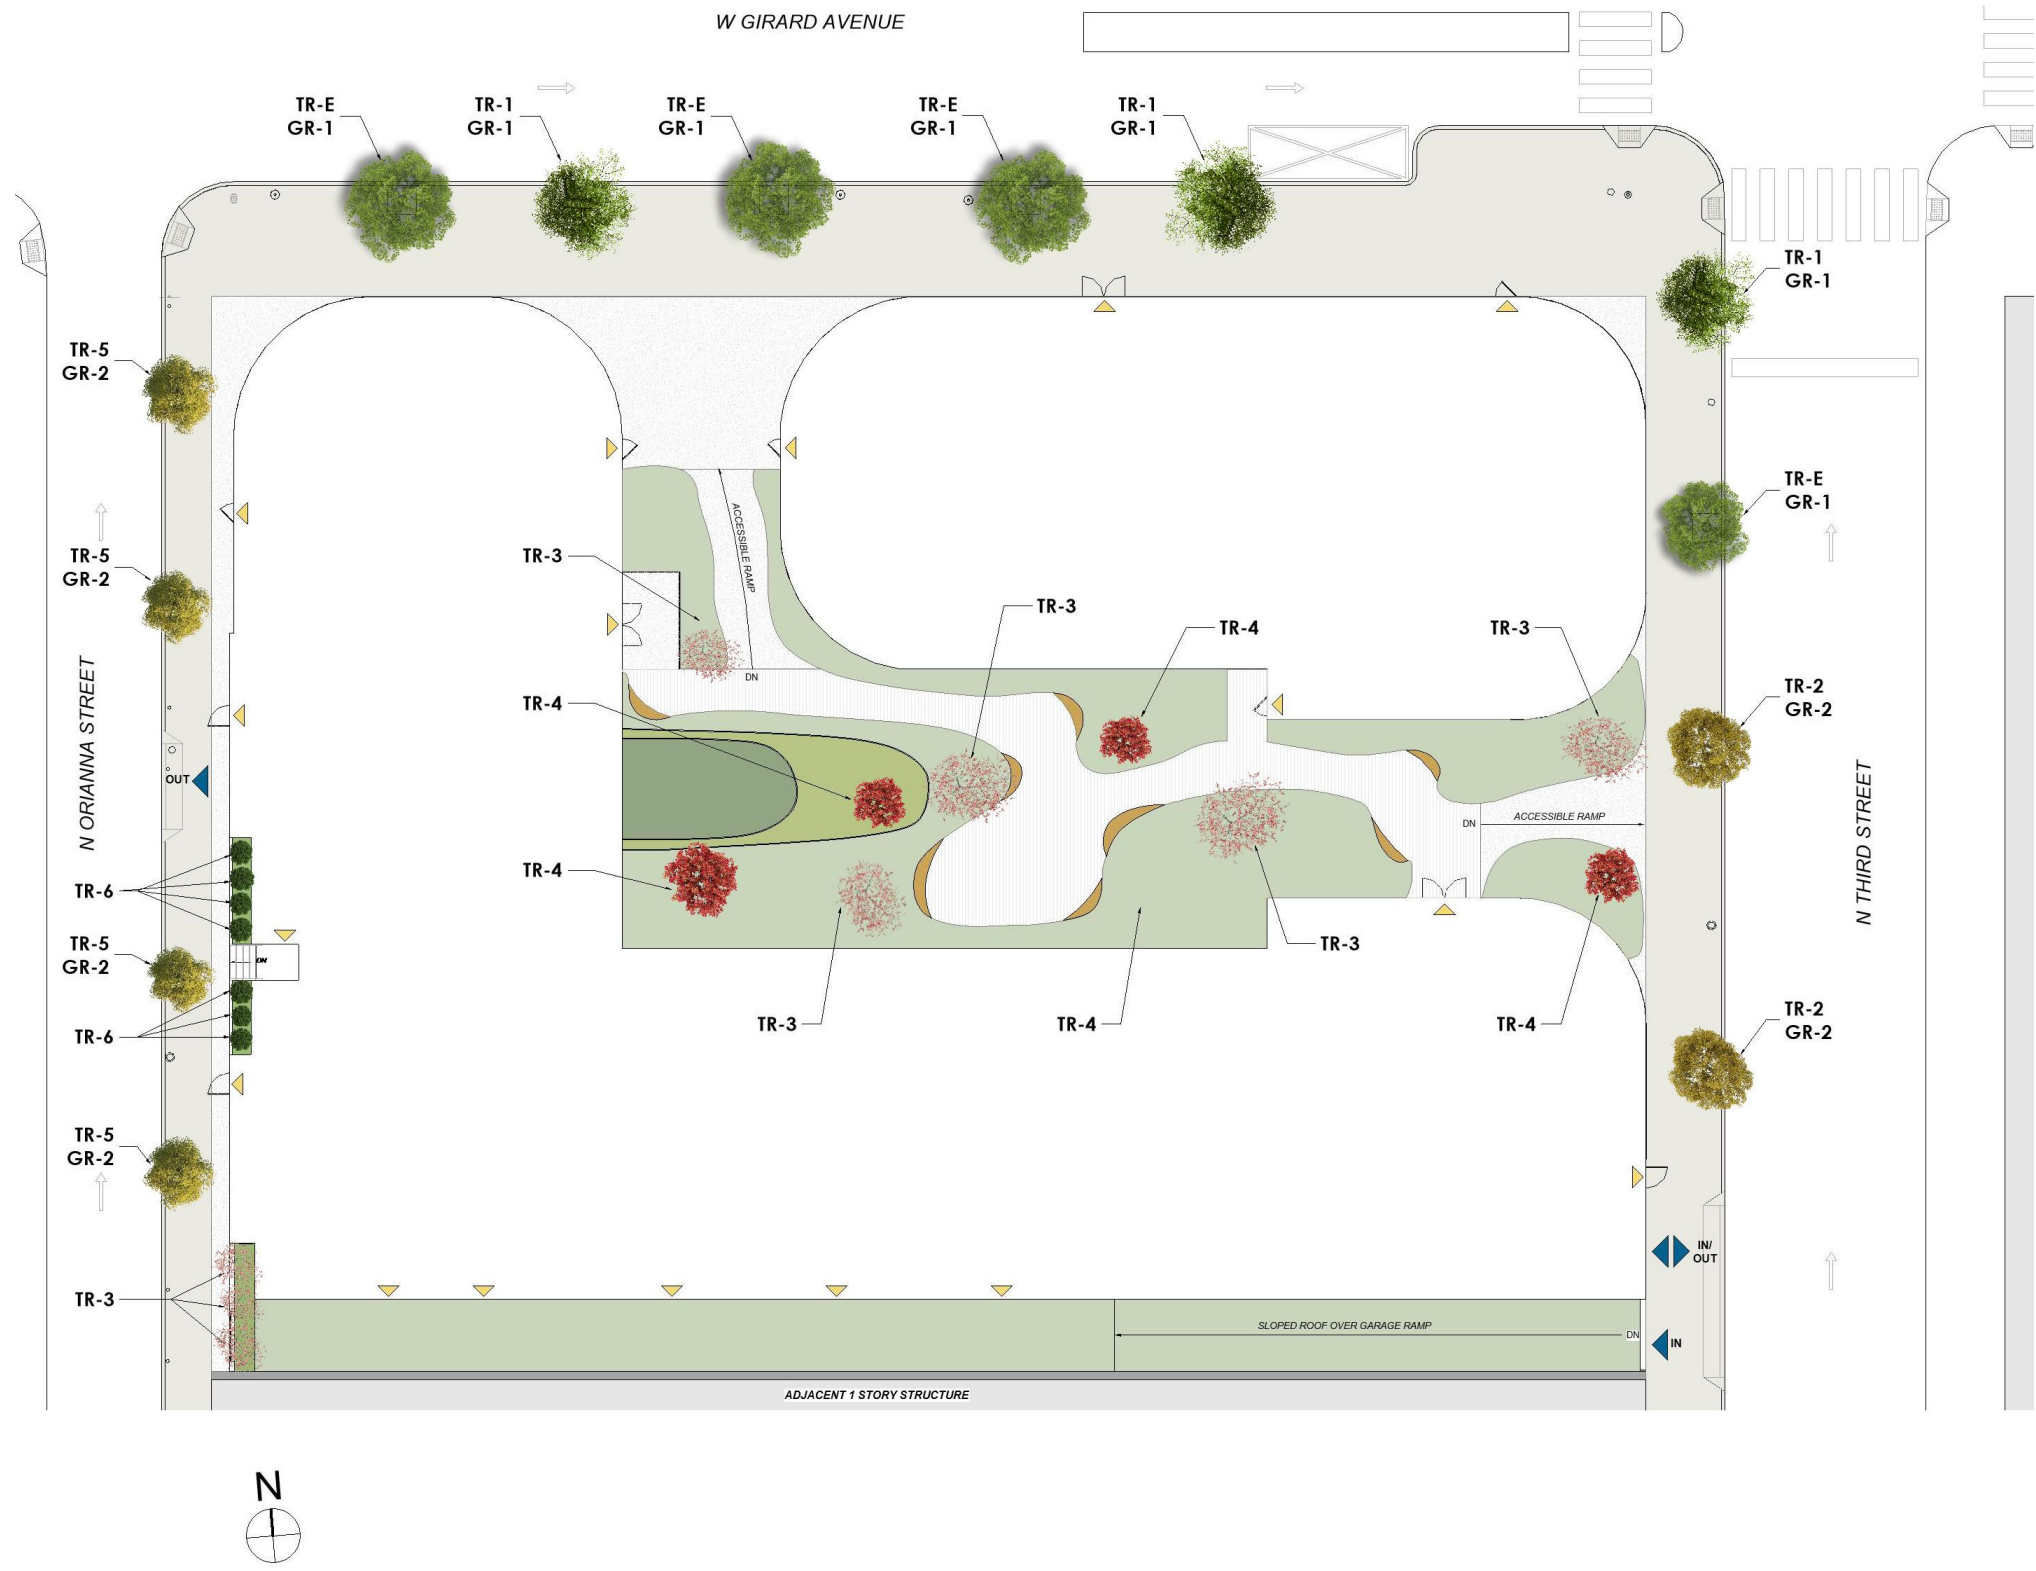 W GIRARD AVENUE
TR-E
GR-1
TR-1
GR-1
TR-E
GR-1
TR-E
GR-1
TR-1
GR-1
TR-1
GR-1
TR-5
GR-2
TR-E
GR-1
ACCESSIBLE RAMP
TR-5
GR-2
TR-3
TR-3
TR-4
TR-3
N ORIANNA STREET
DN
TR-4
TR-2
GR-2
OUT
N THIRD STREET
DN
ACCESSIBLE RAMP
TR-4
TR-6
TR-5
GR-2
DN
TR-3
TR-3
TR-4
TR-4
TR-2
GR-2
TR-6
TR-5
GR-2
IN/
OUT
TR-3
SLOPED ROOF OVER GARAGE RAMP
DN
IN
ADJACENT 1 STORY STRUCTURE
N